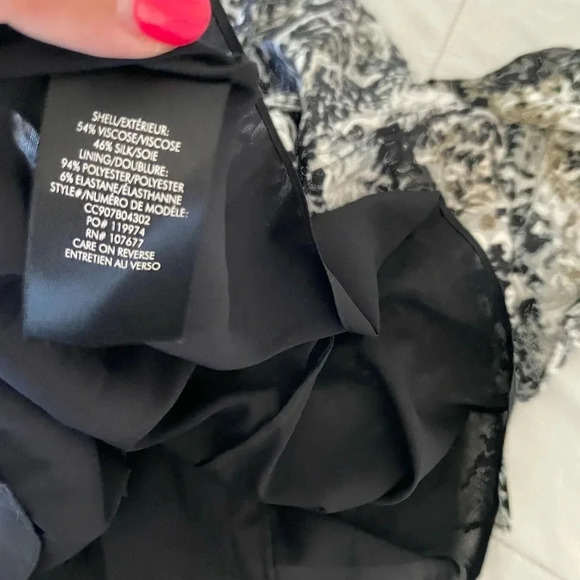 SHELL/EXTÉRIEUR:
54% VISCOSE/VISCOSE
46% SILK/SOIE
LINING/DOUBLURE:
94% POLYESTER/POLYESTER
6% ELASTANE/ÉLASTHANNE
STYLE#/NUMÉRO DE MODÈLE:
CC907B04302
PO# 119974
RN# 107677
CARE ON REVERSE
ENTRETIEN AU VERSO